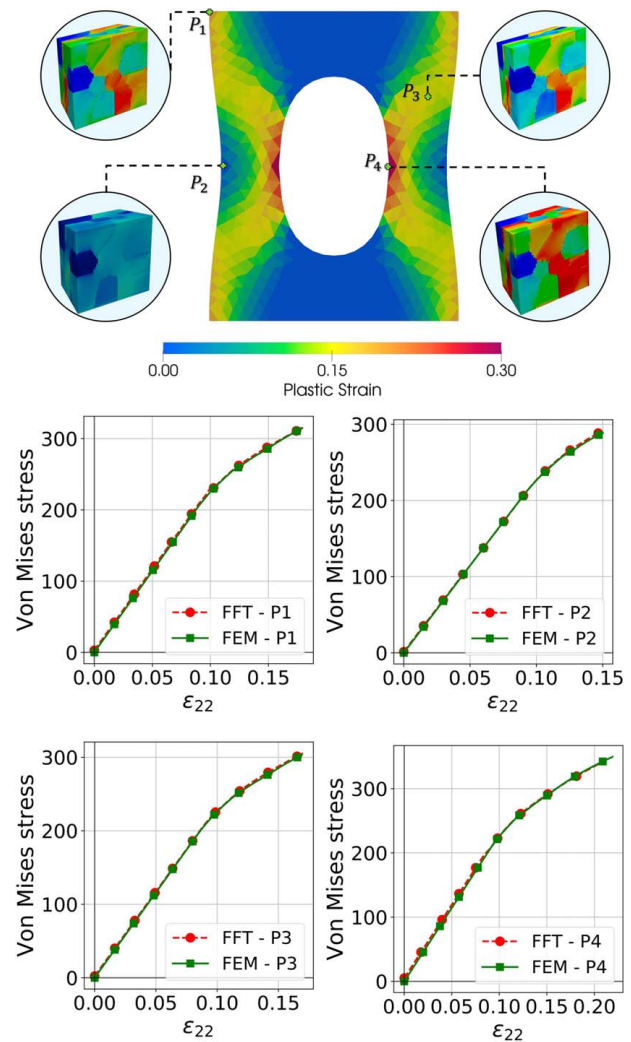 P1
P3
P2
P4
0.00 0.15 0.30
Plastic Strain
300
200
100
0
Von Mises stress
FFT - P1
FEM - P1
0.00 0.05 0.10 0.15
ε22
300
200
100
0
Von Mises stress
FFT - P2
FEM - P2
0.00 0.05 0.10 0.15
ε22
300
200
100
0
Von Mises stress
FFT - P3
FEM - P3
0.00 0.05 0.10 0.15
ε22
400
300
200
100
0
Von Mises stress
FFT - P4
FEM - P4
0.00 0.05 0.10 0.15 0.20
ε22